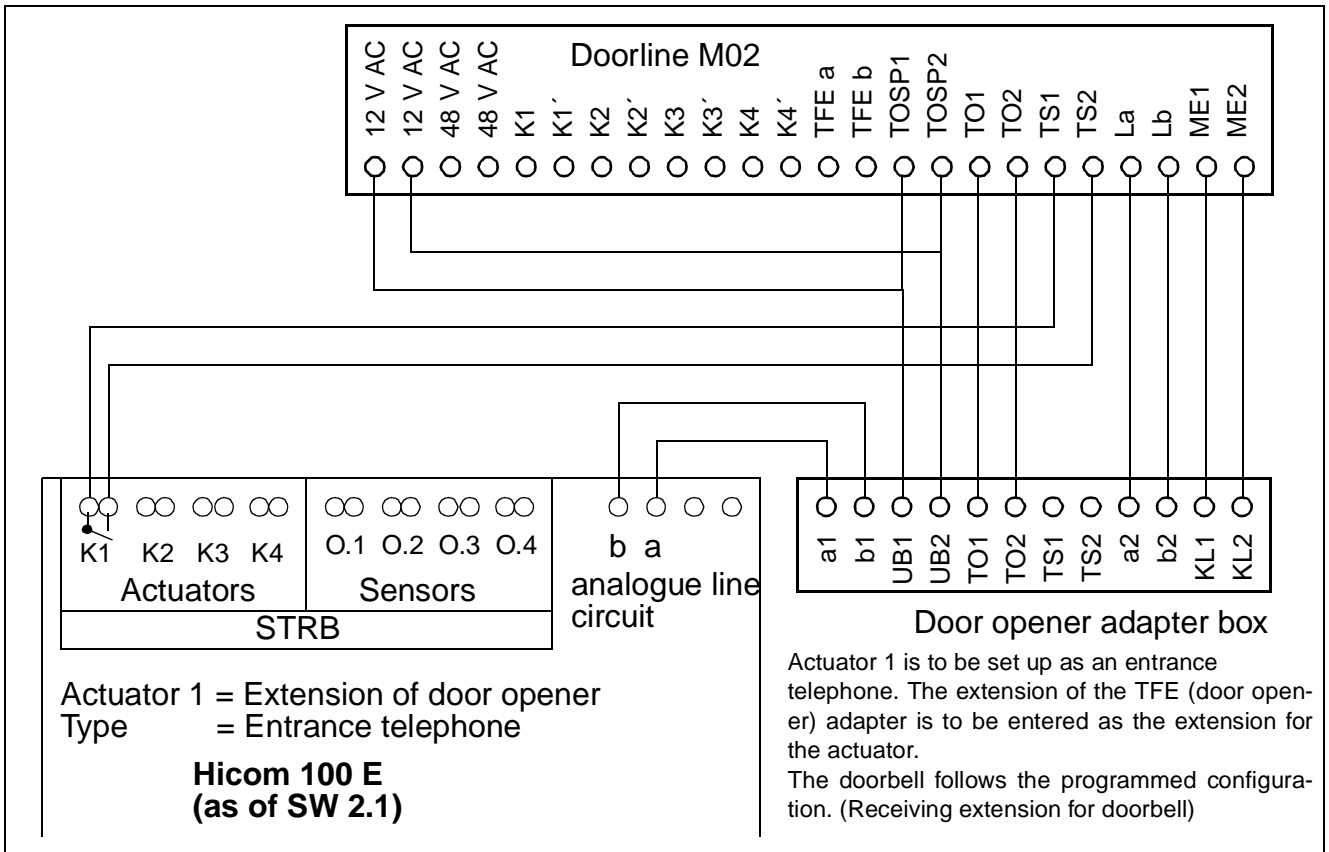 Doorline M02
12 V AC 12 V AC 48 V AC 48 V AC K1 K1´ K2 K2´ K3 K3´ K4 K4´ TFE a TFE b TOSP1 TOSP2 TO1 TO2 TS1 TS2 La Lb ME1 ME2
K1 K2 K3 K4
Actuators
O.1 O.2 O.3 O.4
Sensors
STRB
b a
analogue line
circuit
a1 b1 UB1 UB2 TO1 TO2 TS1 TS2 a2 b2 KL1 KL2
Door opener adapter box
Actuator 1 = Extension of door opener
Type = Entrance telephone
Hicom 100 E
(as of SW 2.1)
Actuator 1 is to be set up as an entrance
telephone. The extension of the TFE (door open-
er) adapter is to be entered as the extension for
the actuator.
The doorbell follows the programmed configura-
tion. (Receiving extension for doorbell)